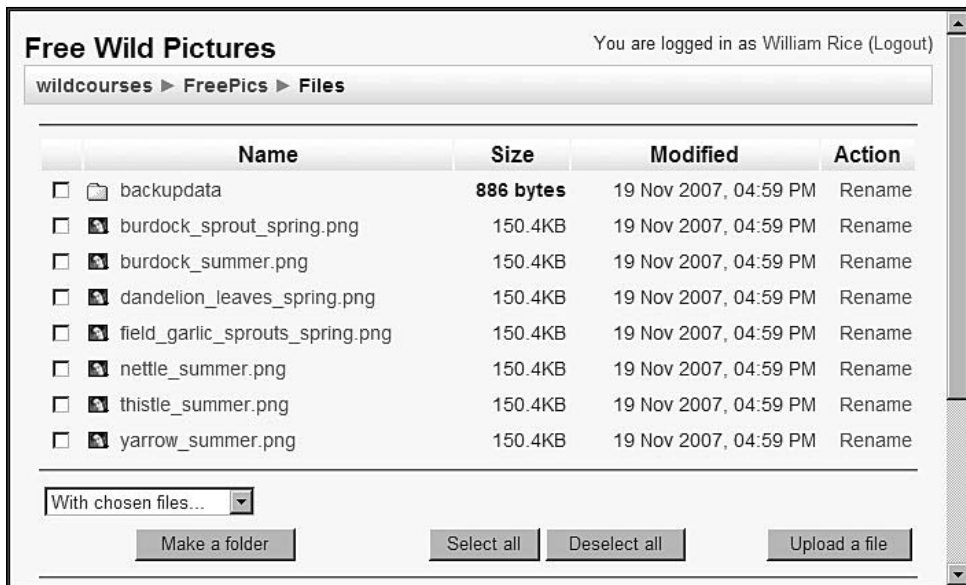 Free Wild Pictures
You are logged in as William Rice (Logout)
wildcourses ► FreePics ► Files
Name Size Modified Action
backupdata 886 bytes 19 Nov 2007, 04:59 PM Rename
burdock_sprout_spring.png 150.4KB 19 Nov 2007, 04:59 PM Rename
burdock_summer.png 150.4KB 19 Nov 2007, 04:59 PM Rename
dandelion_leaves_spring.png 150.4KB 19 Nov 2007, 04:59 PM Rename
field_garlic_sprouts_spring.png 150.4KB 19 Nov 2007, 04:59 PM Rename
nettle_summer.png 150.4KB 19 Nov 2007, 04:59 PM Rename
thistle_summer.png 150.4KB 19 Nov 2007, 04:59 PM Rename
yarrow_summer.png 150.4KB 19 Nov 2007, 04:59 PM Rename
With chosen files...
Make a folder Select all Deselect all Upload a file